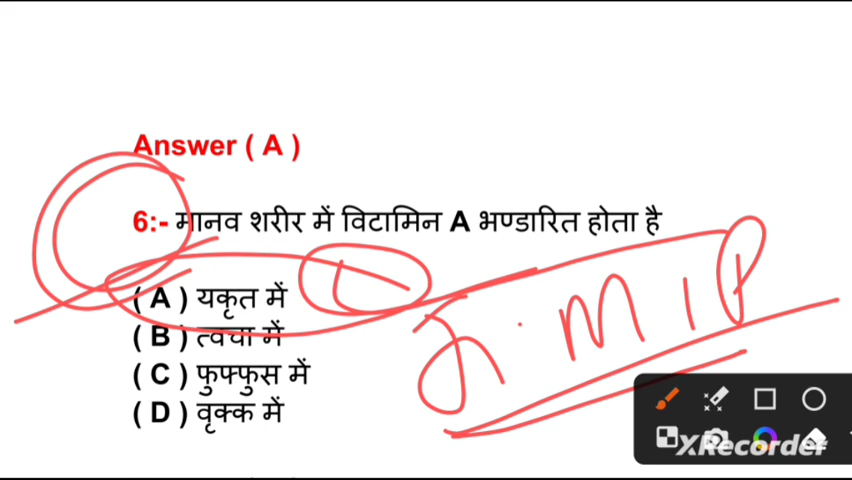 Answer ( A )
6:- मानव शरीर में विटामिन A भण्डारित होता है
( A ) यकृत में
( B ) त्वचा में
( C ) फुफ्फुस में
( D ) वृक्क में
XRecorder